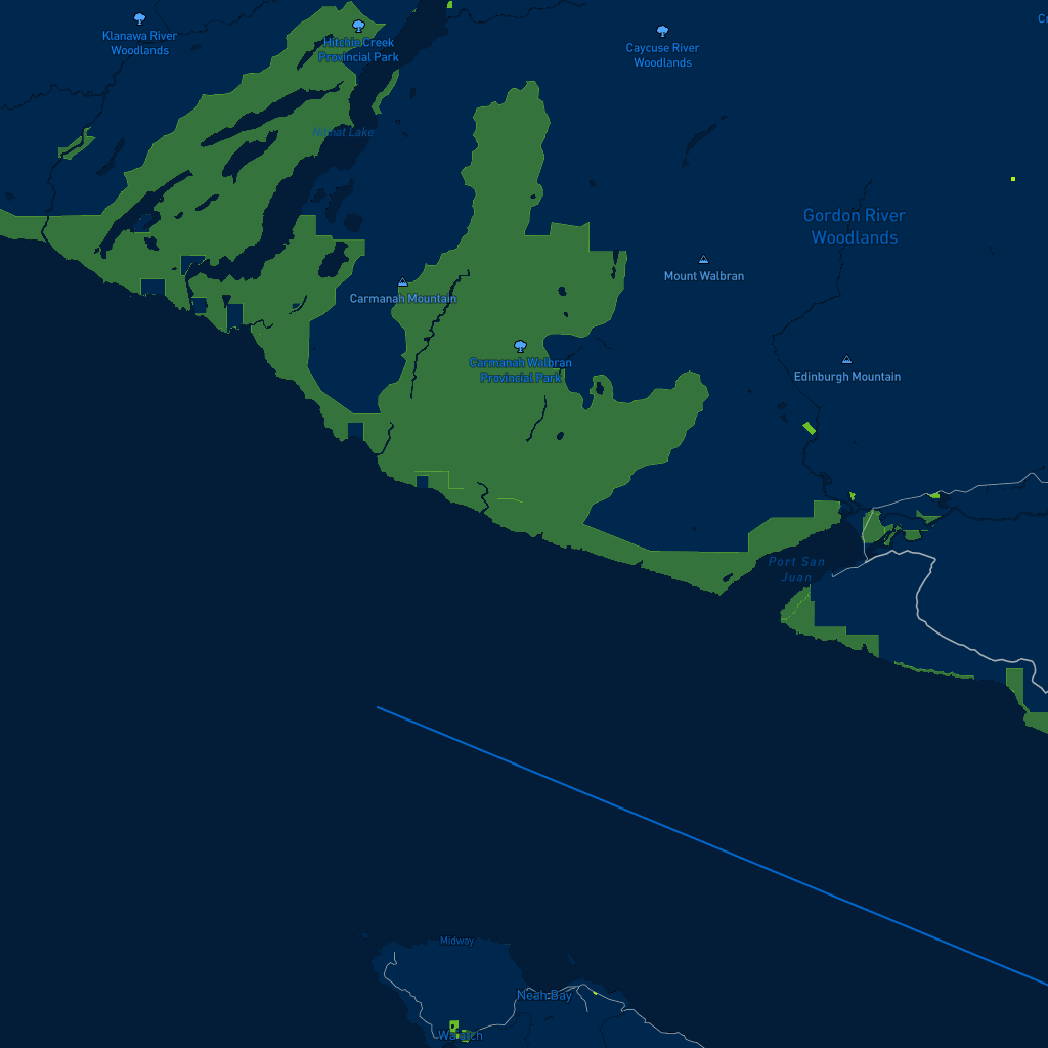 Klanawa River
Woodlands
Hitchie Creek
Provincial Park
Caycuse River
Woodlands
Nitinat Lake
Gordon River
Woodlands
Mount Walbran
Carmanah Mountain
Carmanah Walbran
Provincial Park
Edinburgh Mountain
Port San
Juan
Midway
Neah Bay